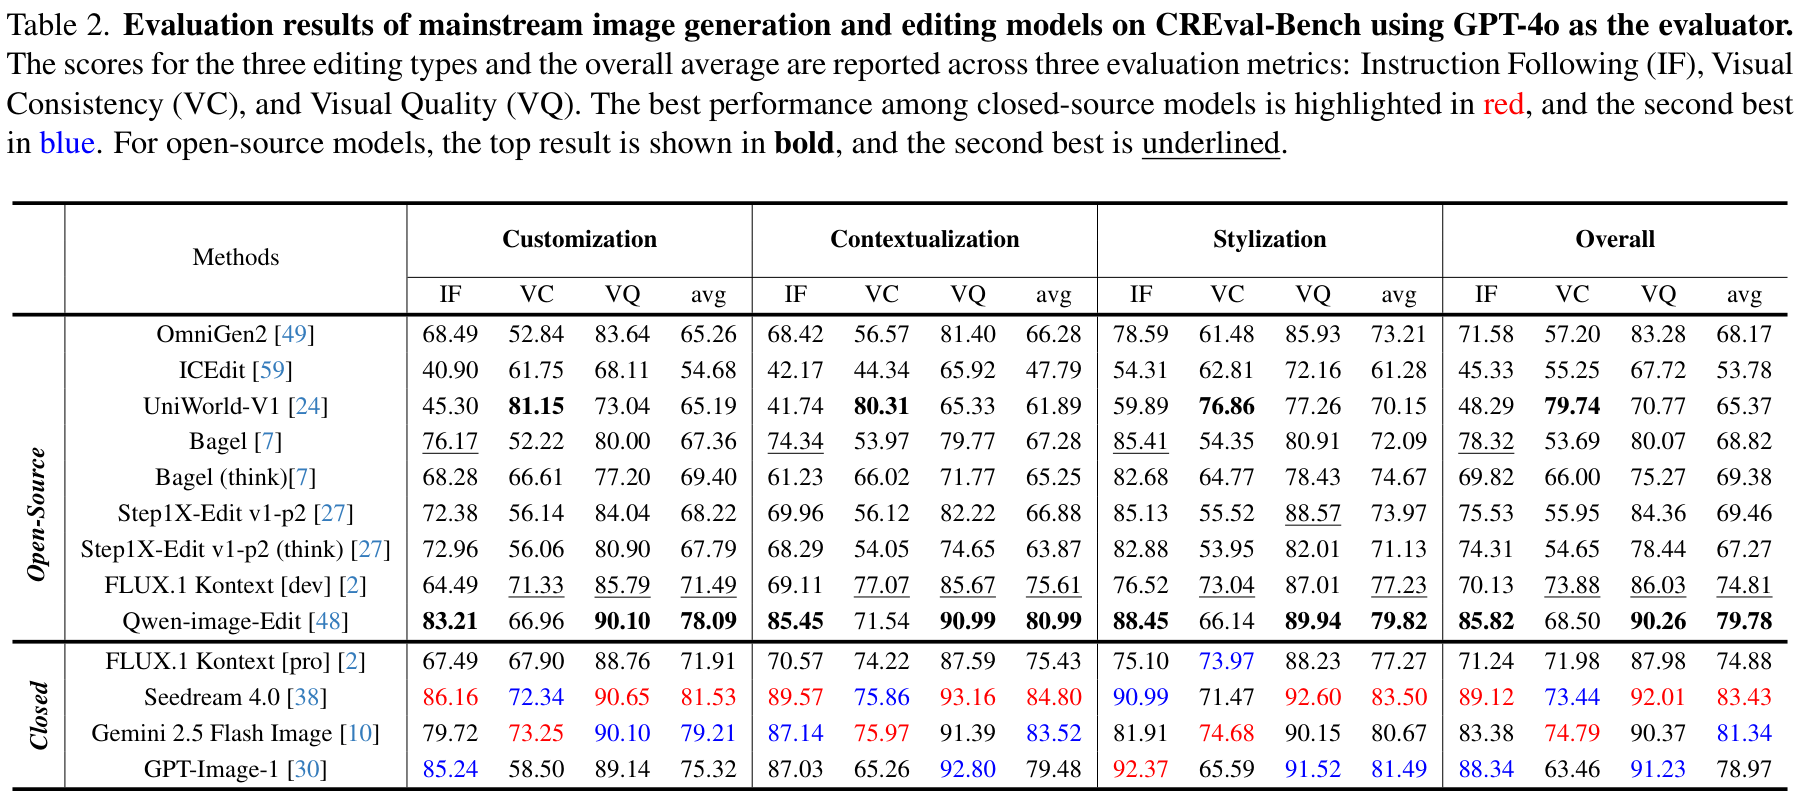 Table 2. Evaluation results of mainstream image generation and editing models on CREval-Bench using GPT-4o as the evaluator.
The scores for the three editing types and the overall average are reported across three evaluation metrics: Instruction Following (IF), Visual
Consistency (VC), and Visual Quality (VQ). The best performance among closed-source models is highlighted in red, and the second best
in blue. For open-source models, the top result is shown in bold, and the second best is underlined.
Methods Customization Contextualization Stylization Overall
IF VC VQ avg IF VC VQ avg IF VC VQ avg IF VC VQ avg
Open-Source
OmniGen2 [49] 68.49 52.84 83.64 65.26 68.42 56.57 81.40 66.28 78.59 61.48 85.93 73.21 71.58 57.20 83.28 68.17
ICEdit [59] 40.90 61.75 68.11 54.68 42.17 44.34 65.92 47.79 54.31 62.81 72.16 61.28 45.33 55.25 67.72 53.78
UniWorld-V1 [24] 45.30 81.15 73.04 65.19 41.74 80.31 65.33 61.89 59.89 76.86 77.26 70.15 48.29 79.74 70.77 65.37
Bagel [7] 76.17 52.22 80.00 67.36 74.34 53.97 79.77 67.28 85.41 54.35 80.91 72.09 78.32 53.69 80.07 68.82
Bagel (think)[7] 68.28 66.61 77.20 69.40 61.23 66.02 71.77 65.25 82.68 64.77 78.43 74.67 69.82 66.00 75.27 69.38
Step1X-Edit v1-p2 [27] 72.38 56.14 84.04 68.22 69.96 56.12 82.22 66.88 85.13 55.52 88.57 73.97 75.53 55.95 84.36 69.46
Step1X-Edit v1-p2 (think) [27] 72.96 56.06 80.90 67.79 68.29 54.05 74.65 63.87 82.88 53.95 82.01 71.13 74.31 54.65 78.44 67.27
FLUX.1 Kontext [dev] [2] 64.49 71.33 85.79 71.49 69.11 77.07 85.67 75.61 76.52 73.04 87.01 77.23 70.13 73.88 86.03 74.81
Qwen-image-Edit [48] 83.21 66.96 90.10 78.09 85.45 71.54 90.99 80.99 88.45 66.14 89.94 79.82 85.82 68.50 90.26 79.78
Closed
FLUX.1 Kontext [pro] [2] 67.49 67.90 88.76 71.91 70.57 74.22 87.59 75.43 75.10 73.97 88.23 77.27 71.24 71.98 87.98 74.88
Seedream 4.0 [38] 86.16 72.34 90.65 81.53 89.57 75.86 93.16 84.80 90.99 71.47 92.60 83.50 89.12 73.44 92.01 83.43
Gemini 2.5 Flash Image [10] 79.72 73.25 90.10 79.21 87.14 75.97 91.39 83.52 81.91 74.68 90.15 80.67 83.38 74.79 90.37 81.34
GPT-Image-1 [30] 85.24 58.50 89.14 75.32 87.03 65.26 92.80 79.48 92.37 65.59 91.52 81.49 88.34 63.46 91.23 78.97